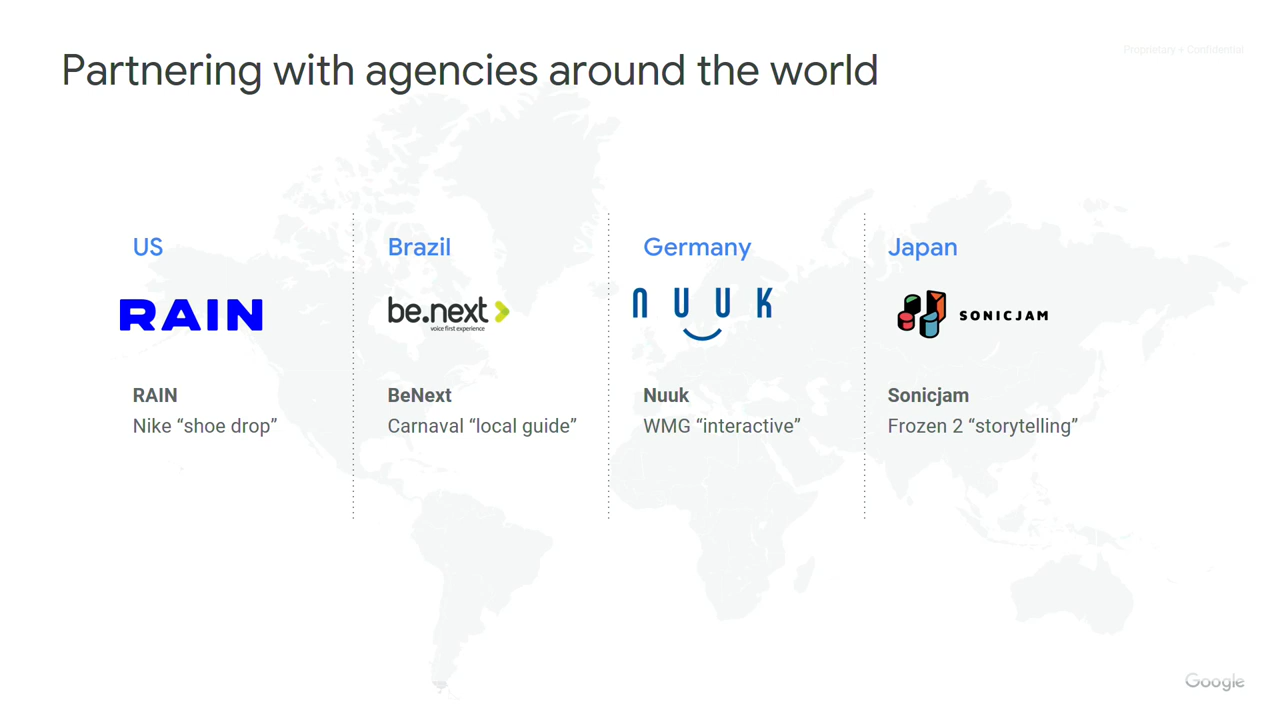 Proprietary + Confidential
Partnering with agencies around the world
US
RAIN
RAIN
Nike “shoe drop”
Brazil
be.next
voice first experience
BeNext
Carnaval “local guide”
Germany
NUUK
Nuuk
WMG “interactive”
Japan
SONICJAM
Sonicjam
Frozen 2 “storytelling”
Google